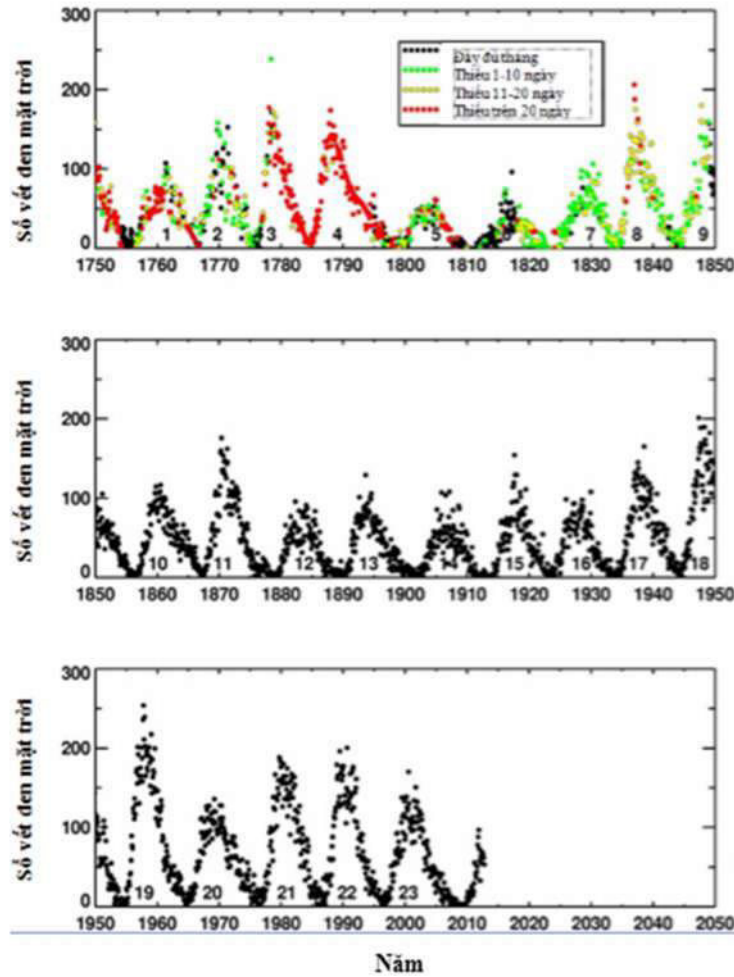 300
200
100
0
Số vết đen mặt trời
Đầy đủ tháng
Thiếu 1-10 ngày
Thiếu 11-20 ngày
Thiếu trên 20 ngày
1 2 3 4 5 6 7 8 9
1750 1760 1770 1780 1790 1800 1810 1820 1830 1840 1850
300
200
100
0
Số vết đen mặt trời
10 11 12 13 14 15 16 17 18
1850 1860 1870 1880 1890 1900 1910 1920 1930 1940 1950
300
200
100
0
Số vết đen mặt trời
19 20 21 22 23
1950 1960 1970 1980 1990 2000 2010 2020 2030 2040 2050
Năm